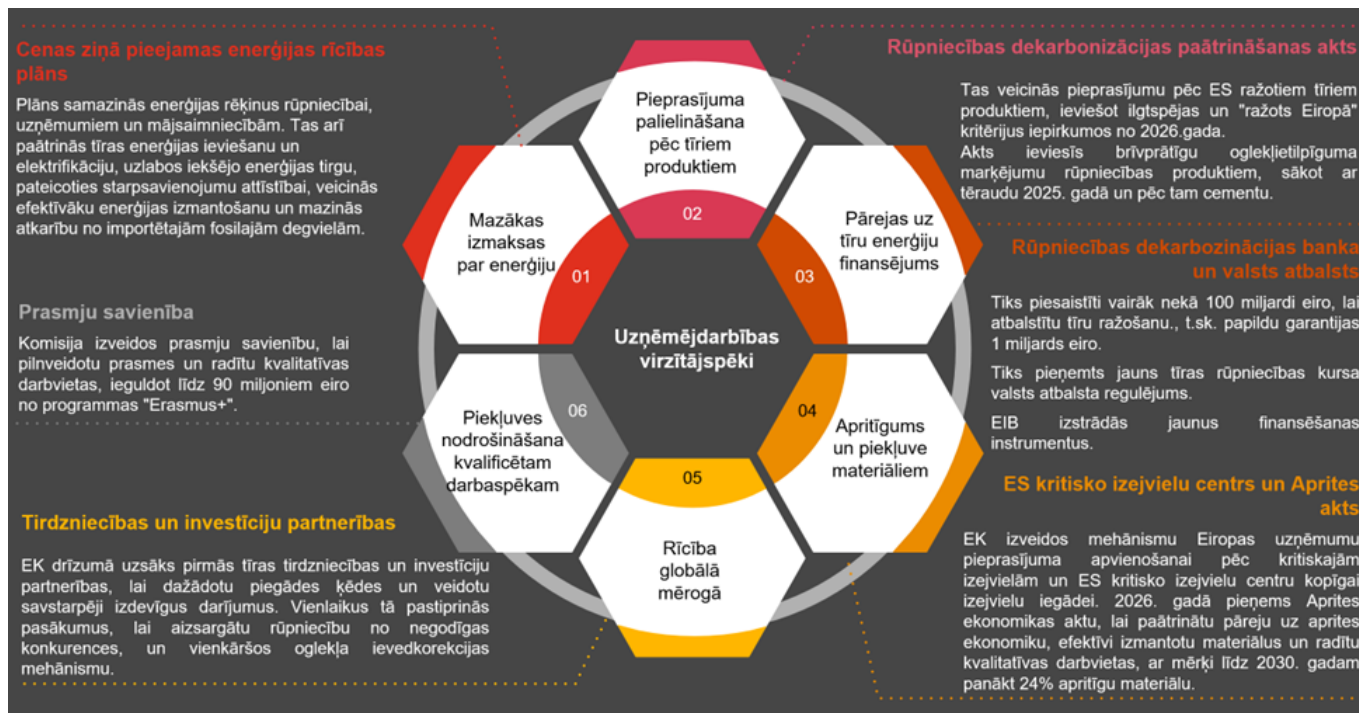 Cenas ziņā pieejamas enerģijas rīcības
plāns
Plāns samazinās enerģijas rēķinus rūpniecībai,
uzņēmumiem un mājsaimniecībām. Tas arī
paātrinās tīras enerģijas ieviešanu un
elektrifikāciju, uzlabos iekšējo enerģijas tirgu,
pateicoties starpsavienojumu attīstībai, veicinās
efektīvāku enerģijas izmantošanu un mazinās
atkarību no importētajām fosilajām degvielām.
Prasmju savienība
Komisija izveidos prasmju savienību, lai
pilnveidotu prasmes un radītu kvalitatīvas
darbvietas, ieguldot līdz 90 miljoniem eiro
no programmas "Erasmus+".
Tirdzniecības un investīciju partnerības
EK drīzumā uzsāks pirmās tīras tirdzniecības un investīciju
partnerības, lai dažādotu piegādes ķēdes un veidotu
savstarpēji izdevīgus darījumus. Vienlaikus tā pastiprinās
pasākumus, lai aizsargātu rūpniecību no negodīgas
konkurences, un vienkāršos oglekļa ievedkorekcijas
mehānismu.
Pieprasījuma
palielināšana
pēc tīriem
produktiem
02
Mazākas
izmaksas
par enerģiju
01
Pārejas uz
tīru enerģiju
finansējums
03
Uzņēmējdarbības
virzītājspēki
Piekļuves
nodrošināšana
kvalificētam
darbaspēkam
06
Apritīgums
un piekļuve
materiāliem
04
05
Rīcība
globālā
mērogā
Rūpniecības dekarbonizācijas paātrināšanas akts
Tas veicinās pieprasījumu pēc ES ražotiem tīriem
produktiem, ieviešot ilgtspējas un "ražots Eiropā"
kritērijus iepirkumos no 2026.gada.
Akts ieviesīs brīvprātīgu oglekļietilpīguma
marķējumu rūpniecības produktiem, sākot ar
tēraudu 2025. gadā un pēc tam cementu.
Rūpniecības dekarbozinācijas banka
un valsts atbalsts
Tiks piesaistīti vairāk nekā 100 miljardi eiro, lai
atbalstītu tīru ražošanu., t.sk. papildu garantijas
1 miljards eiro.
Tiks pieņemts jauns tīras rūpniecības kursa
valsts atbalsta regulējums.
EIB izstrādās jaunus finansēšanas
instrumentus.
ES kritisko izejvielu centrs un Aprites
akts
EK izveidos mehānismu Eiropas uzņēmumu
pieprasījuma apvienošanai pēc kritiskajām
izejvielām un ES kritisko izejvielu centru kopīgai
izejvielu iegādei. 2026. gadā pieņems Aprites
ekonomikas aktu, lai paātrinātu pāreju uz aprites
ekonomiku, efektīvi izmantotu materiālus un radītu
kvalitatīvas darbvietas, ar mērķi līdz 2030. gadam
panākt 24% apritīgu materiālu.